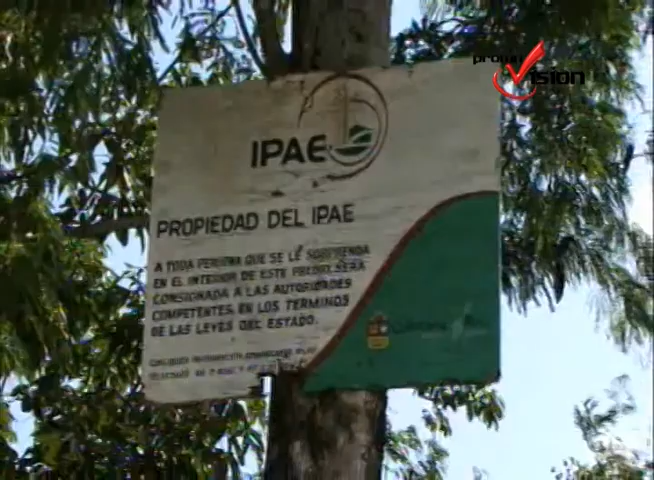 promo
Vision
IPAE
PROPIEDAD DEL IPAE
A TODA PERSONA QUE SE LE SORPRENDA
EN EL INTERIOR DE ESTE PREDIO, SERA
CONSIGNADA A LAS AUTORIDADES
COMPETENTES, EN LOS TERMINOS
DE LAS LEYES DEL ESTADO.